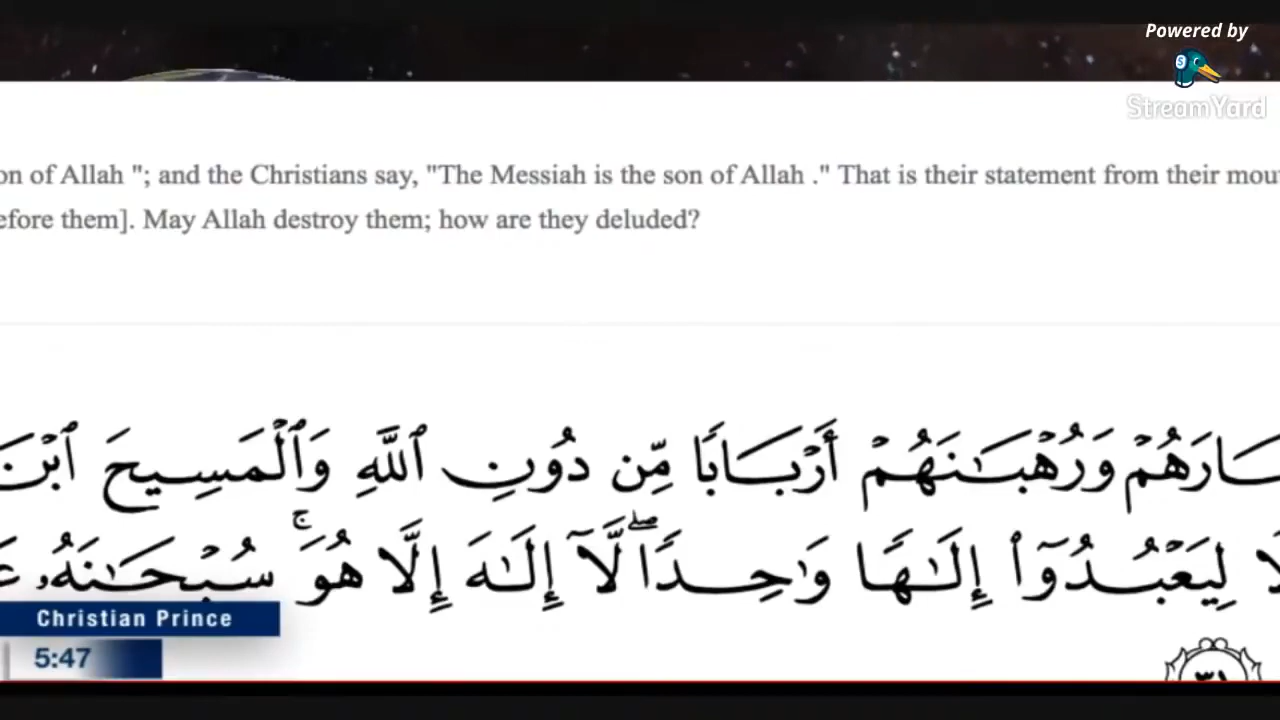 Powered by
StreamYard
on of Allah "; and the Christians say, "The Messiah is the son of Allah ." That is their statement from their mou
efore them]. May Allah destroy them; how are they deluded?
ـَارَهُمْ وَرُهْبَـٰنَهُمْ أَرْبَابًا مِّن دُونِ ٱللَّهِ وَٱلْمَسِيحَ ٱبْنَ
لَا لِيَعْبُدُوٓا۟ إِلَـٰهًا وَٰحِدًا ۖ لَّآ إِلَـٰهَ إِلَّا هُوَ ۚ سُبْحَـٰنَهُۥ عَ
Christian Prince
5:47
٣١